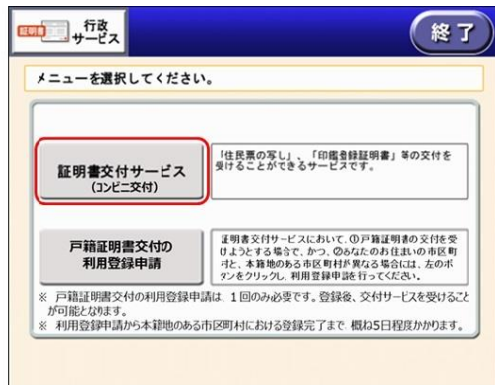 証明書
行政
サービス
終了
メニューを選択してください。
証明書交付サービス
(コンビニ交付)
「住民票の写し」、「印鑑登録証明書」等の交付を
受けることができるサービスです。
戸籍証明書交付の
利用登録申請
証明書交付サービスにおいて、①戸籍証明書の交付を受
けようとする場合で、かつ、②あなたのお住まいの市区町
村と、本籍地のある市区町村が異なる場合には、左のボ
タンをクリックし、利用登録申請を行ってください。
※ 戸籍証明書交付の利用登録申請は、1回のみ必要です。登録後、交付サービスを受けること
が可能となります。
※ 利用登録申請から本籍地のある市区町村における登録完了まで、概ね5日程度かかります。